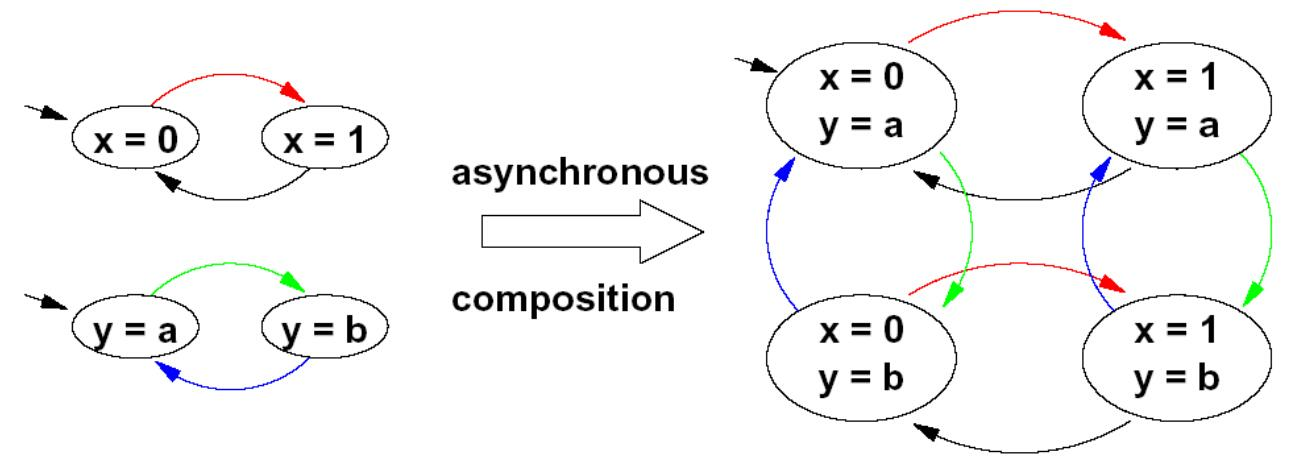 x = 0
x = 1
y = a
y = b
asynchronous
composition
x = 0
y = a
x = 1
y = a
x = 0
y = b
x = 1
y = b